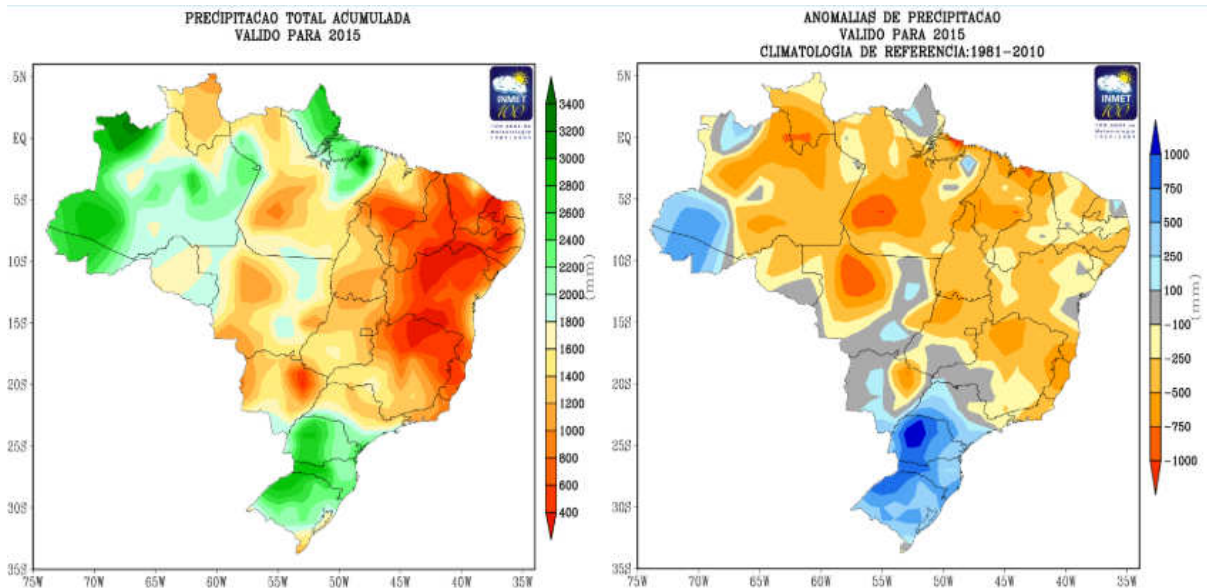 PRECIPITACAO TOTAL ACUMULADA
VALIDO PARA 2015
5N
EQ
5S
10S
15S
20S
25S
30S
35S
75W 70W 65W 60W 55W 50W 45W 40W 35W
INMET
100
3400
3200
3000
2800
2600
2400
2200
2000
1800
1600
1400
1200
1000
800
600
400
(mm)
ANOMALIAS DE PRECIPITACAO
VALIDO PARA 2015
CLIMATOLOGIA DE REFERENCIA:1981-2010
5N
EQ
5S
10S
15S
20S
25S
30S
35S
75W 70W 65W 60W 55W 50W 45W 40W 35W
INMET
100
1000
750
500
250
100
-100
-250
-500
-750
-1000
(mm)